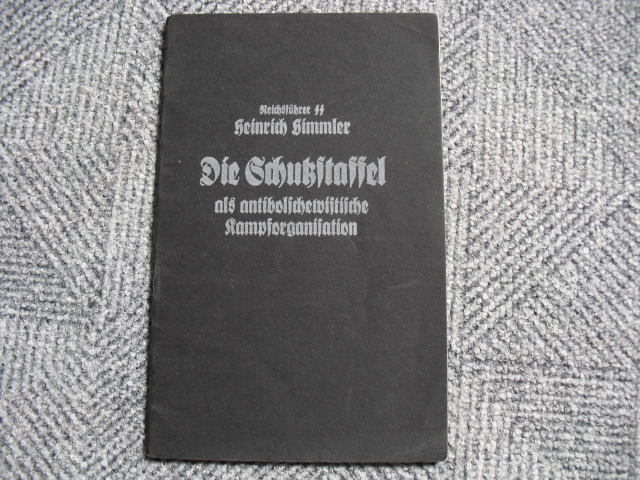 Reichsführer SS
Heinrich Himmler
Die Schutzstaffel
als antibolschewistische
Kampforganisation